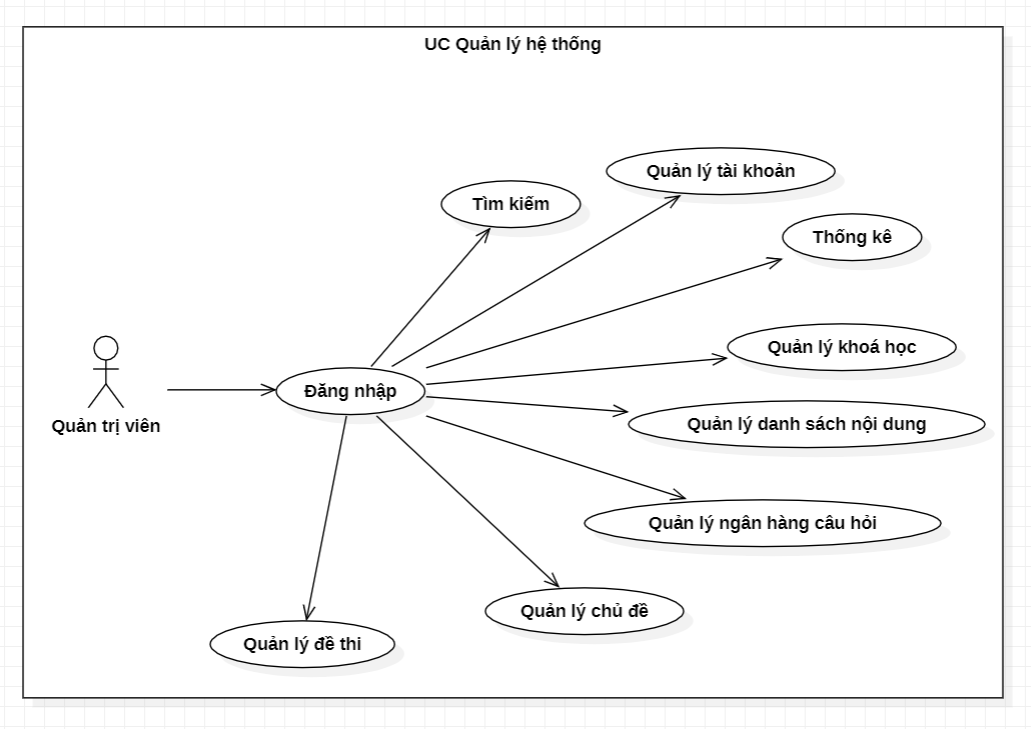 UC Quản lý hệ thống
Quản lý tài khoản
Tìm kiếm
Thống kê
Quản lý khoá học
Đăng nhập
Quản trị viên
Quản lý danh sách nội dung
Quản lý ngân hàng câu hỏi
Quản lý chủ đề
Quản lý đề thi